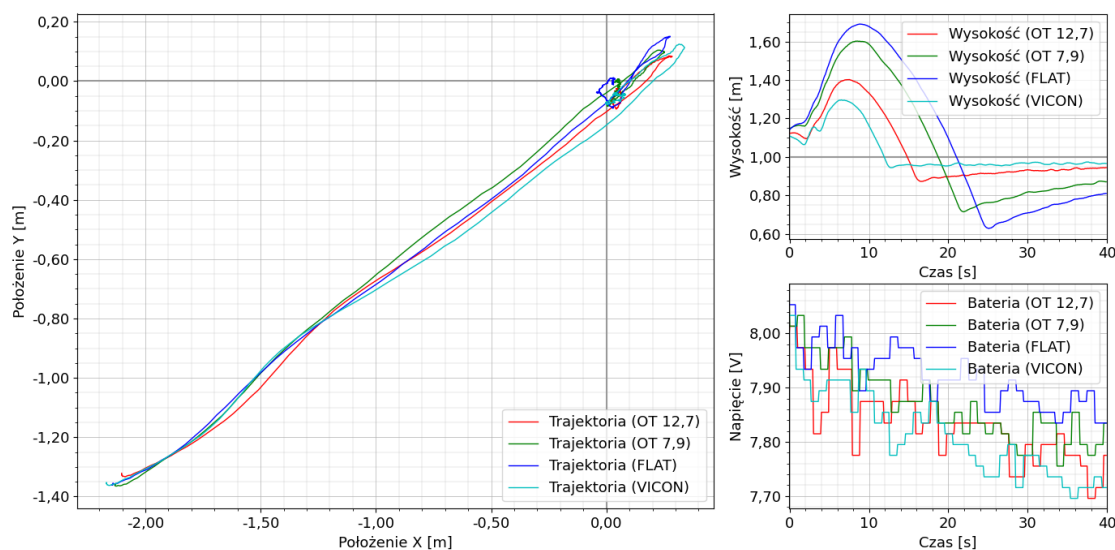 0,20
0,00
-0,20
-0,40
-0,60
-0,80
-1,00
-1,20
-1,40
Położenie Y [m]
-2,00 -1,50 -1,00 -0,50 0,00
Położenie X [m]
Trajektoria (OT 12,7)
Trajektoria (OT 7,9)
Trajektoria (FLAT)
Trajektoria (VICON)
1,60
1,40
1,20
1,00
0,80
0,60
Wysokość [m]
Wysokość (OT 12,7)
Wysokość (OT 7,9)
Wysokość (FLAT)
Wysokość (VICON)
0 10 20 30 40
Czas [s]
8,00
7,90
7,80
7,70
Napięcie [V]
Bateria (OT 12,7)
Bateria (OT 7,9)
Bateria (FLAT)
Bateria (VICON)
0 10 20 30 40
Czas [s]